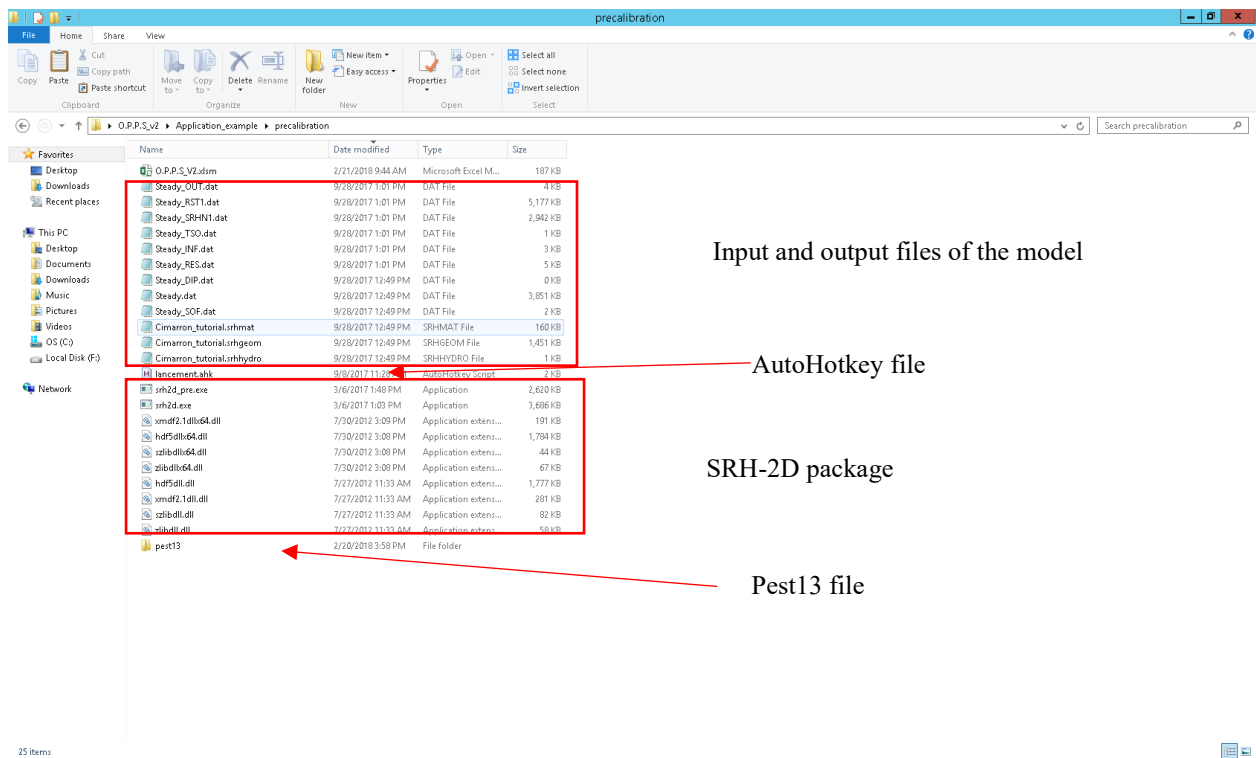 precalibration
File Home Share View
Copy Paste Cut Copy path Paste shortcut Move to Copy to Delete Rename New folder New item Easy access Properties Open Edit Select all Select none Invert selection
Clipboard Organize New Open Select
O.P.P.S_v2 Application_example precalibration Search precalibration
Favorites
Desktop
Downloads
Recent places
This PC
Desktop
Documents
Downloads
Music
Pictures
Videos
OS (C:)
Local Disk (F:)
Network
Name Date modified Type Size
O.P.P.S_V2.xlsm 2/21/2018 9:44 AM Microsoft Excel M... 187 KB
Steady_OUT.dat 9/28/2017 1:01 PM DAT File 4 KB
Steady_RST1.dat 9/28/2017 1:01 PM DAT File 5,177 KB
Steady_SRHN1.dat 9/28/2017 1:01 PM DAT File 2,942 KB
Steady_TSO.dat 9/28/2017 1:01 PM DAT File 1 KB
Steady_INF.dat 9/28/2017 1:01 PM DAT File 3 KB
Steady_RES.dat 9/28/2017 1:01 PM DAT File 5 KB
Steady_DIP.dat 9/28/2017 12:49 PM DAT File 0 KB
Steady.dat 9/28/2017 12:49 PM DAT File 3,851 KB
Steady_SOF.dat 9/28/2017 12:49 PM DAT File 2 KB
Cimarron_tutorial.srhmat 9/28/2017 12:49 PM SRHMAT File 160 KB
Cimarron_tutorial.srhgeom 9/28/2017 12:49 PM SRHGEOM File 1,451 KB
Cimarron_tutorial.srhhydro 9/28/2017 12:49 PM SRHHYDRO File 1 KB
lancement.ahk 9/8/2017 11:28 AutoHotkey Script 2 KB
srh2d_pre.exe 3/6/2017 1:48 PM Application 2,620 KB
srh2d.exe 3/6/2017 1:03 PM Application 3,686 KB
xmdf2.1dllx64.dll 7/30/2012 3:09 PM Application extens... 191 KB
hdf5dllx64.dll 7/30/2012 3:08 PM Application extens... 1,784 KB
szlibdllx64.dll 7/30/2012 3:08 PM Application extens... 44 KB
zlibdllx64.dll 7/30/2012 3:08 PM Application extens... 67 KB
hdf5dll.dll 7/27/2012 11:33 AM Application extens... 1,777 KB
xmdf2.1dll.dll 7/27/2012 11:33 AM Application extens... 281 KB
szlibdll.dll 7/27/2012 11:33 AM Application extens... 82 KB
zlibdll.dll 7/27/2012 11:33 AM Application extens... 58 KB
pest13 2/20/2018 3:58 PM File folder
Input and output files of the model
AutoHotkey file
SRH-2D package
Pest13 file
25 items